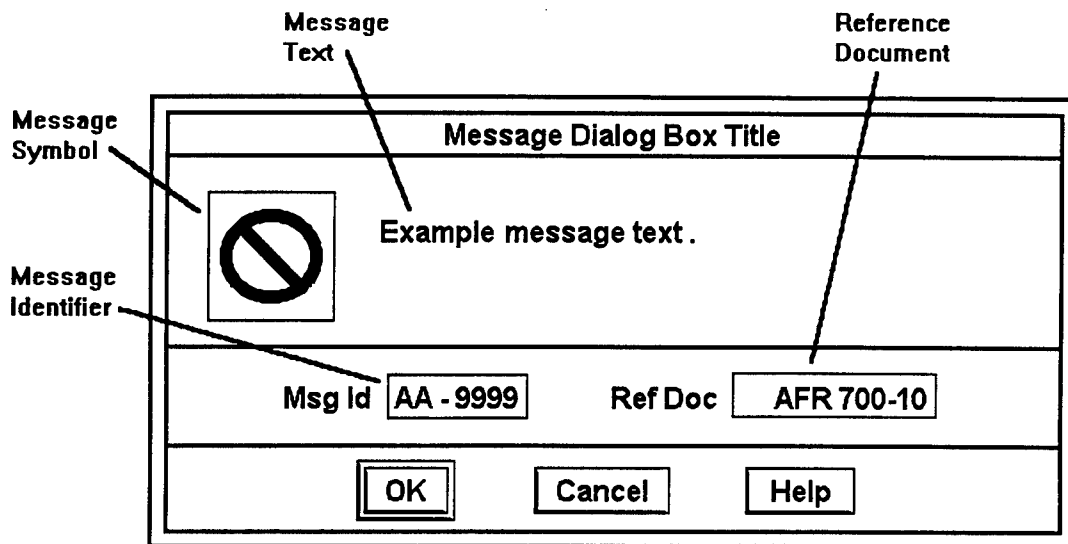 Message
Text
Reference
Document
Message
Symbol
Message Dialog Box Title
Example message text .
Message
Identifier
Msg Id AA - 9999 Ref Doc AFR 700-10
OK Cancel Help